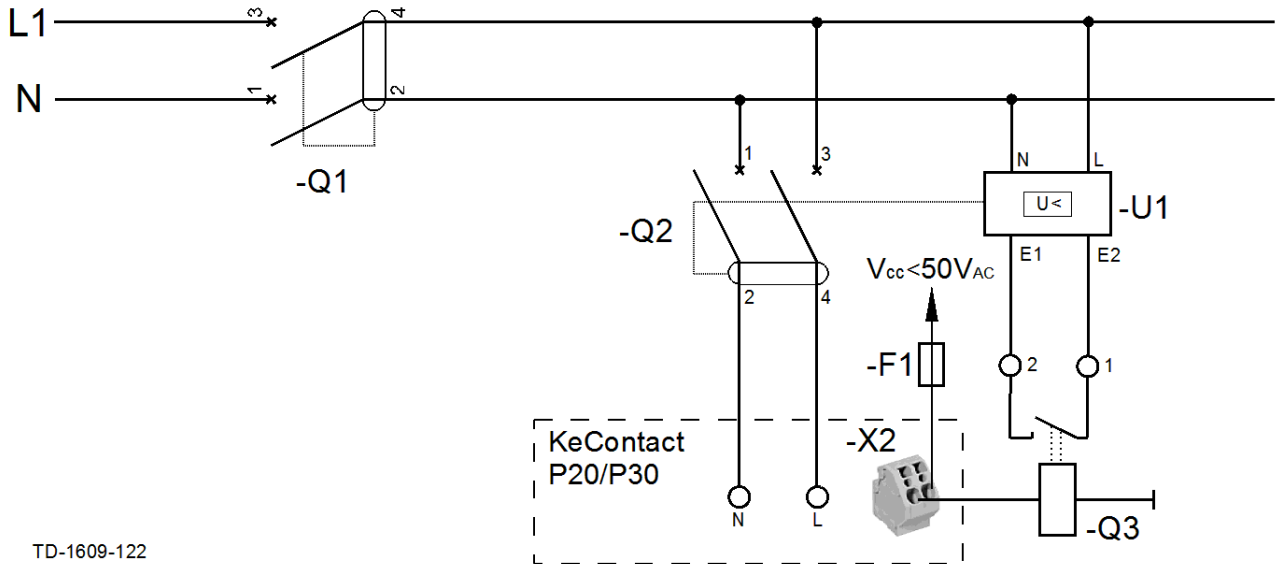 L1
3
4
N
1
2
-Q1
1
3
N
L
U<
-U1
-Q2
E1
E2
2
4
Vcc<50VAC
-F1
2
1
KeContact
P20/P30
-X2
N
L
-Q3
TD-1609-122